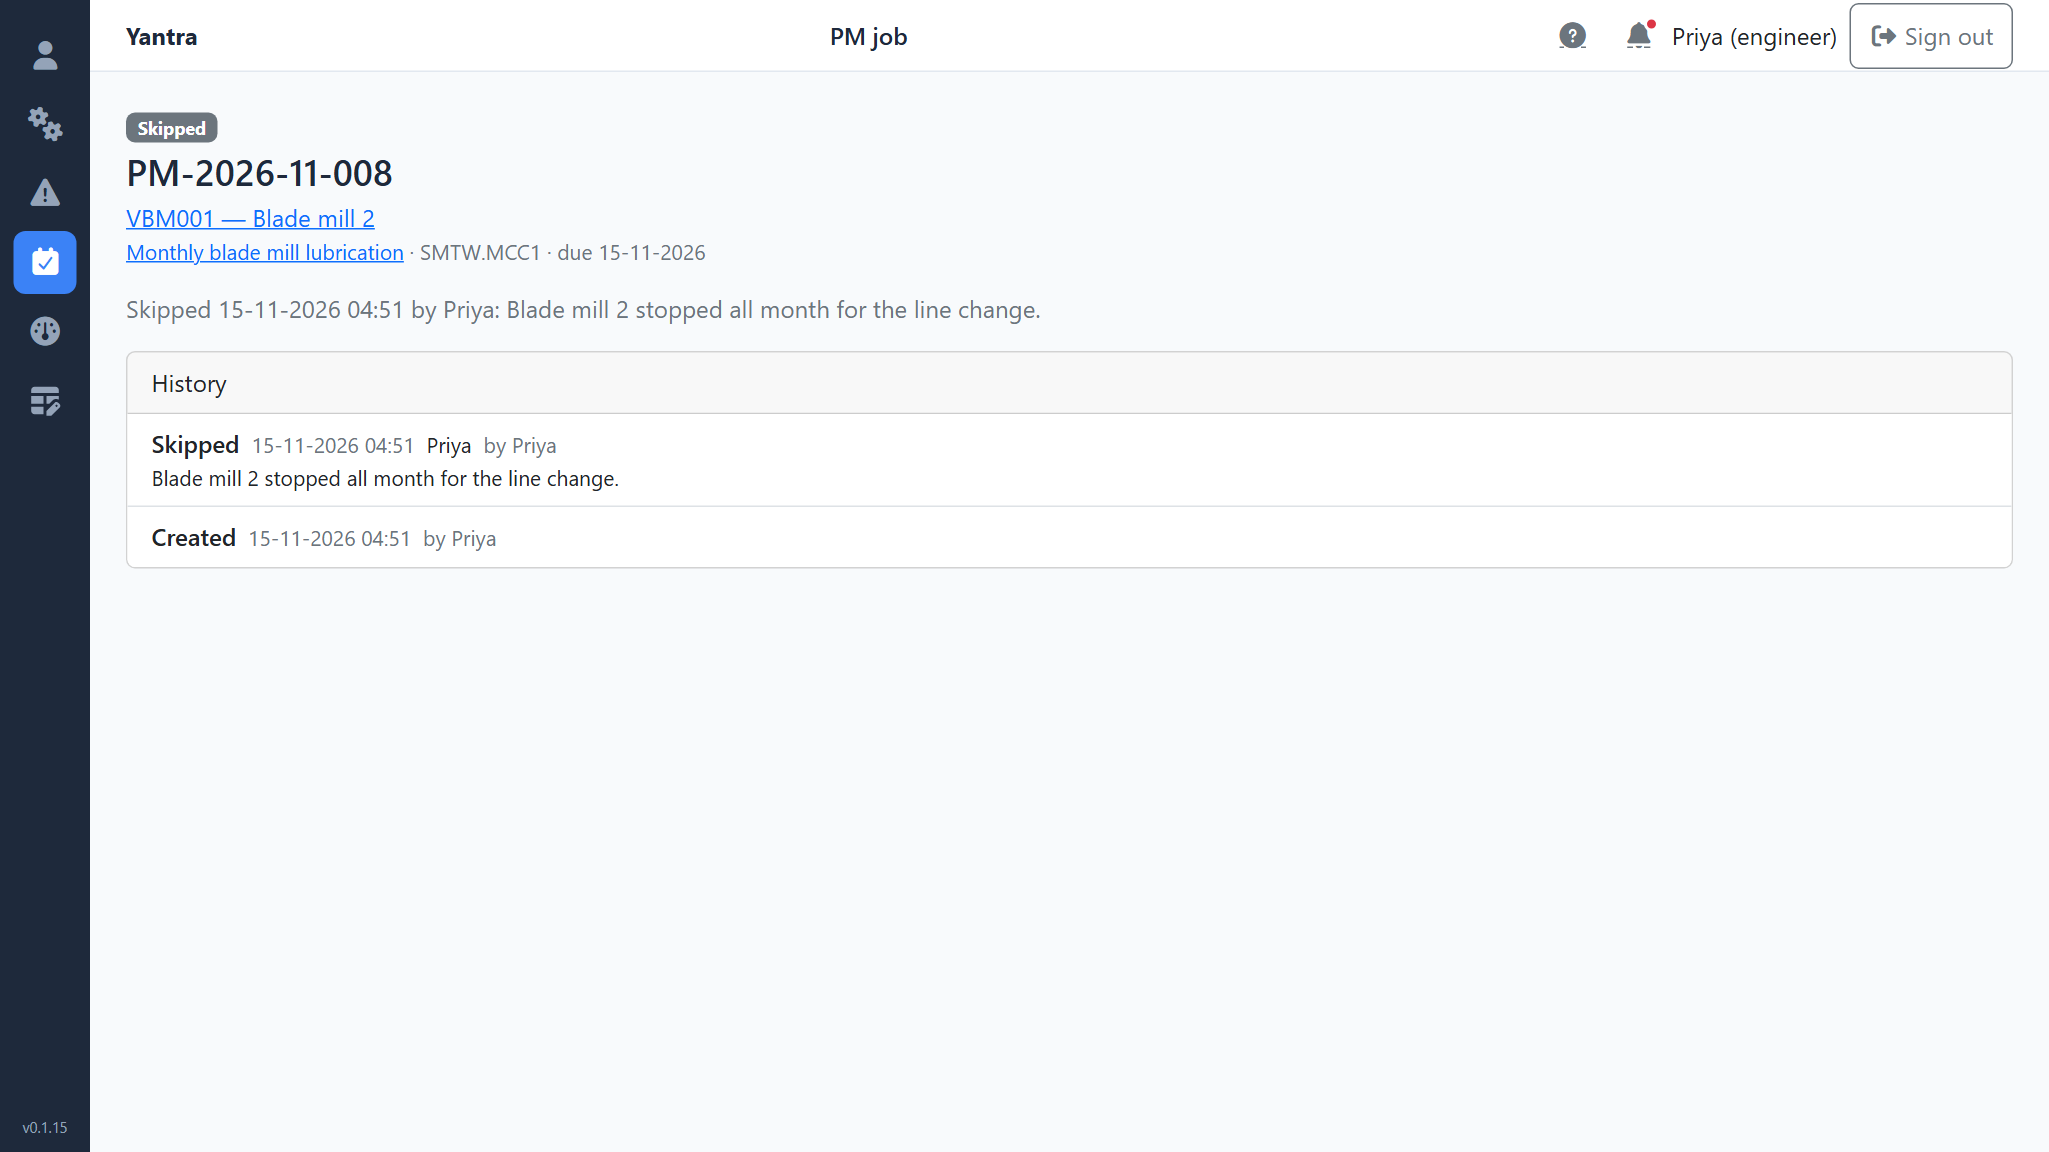 Yantra
PM job
Priya (engineer)
Sign out
Skipped
PM-2026-11-008
VBM001 — Blade mill 2
Monthly blade mill lubrication · SMTW.MCC1 · due 15-11-2026
Skipped 15-11-2026 04:51 by Priya: Blade mill 2 stopped all month for the line change.
History
Skipped 15-11-2026 04:51 Priya by Priya
Blade mill 2 stopped all month for the line change.
Created 15-11-2026 04:51 by Priya
v0.1.15